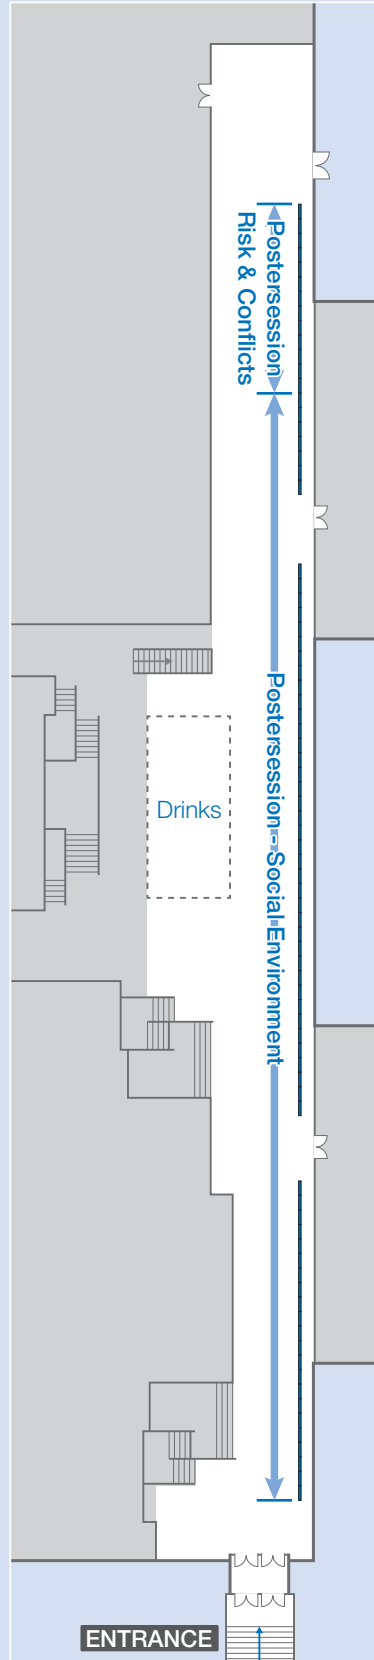 Postersession
Risk & Conflicts
Postersession - Social Environment
Drinks
ENTRANCE